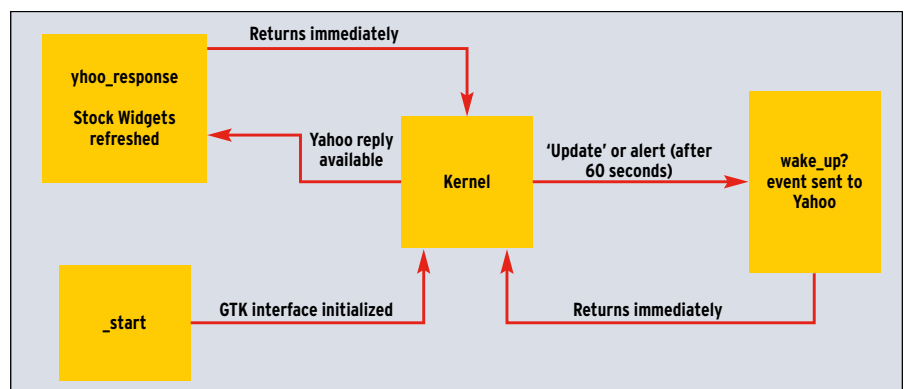 Returns immediately
yhoo_response
Stock Widgets
refreshed
Yahoo reply
available
Kernel
'Update' or alert (after
60 seconds)
wake_up?
event sent to
Yahoo
_start
GTK interface initialized
Returns immediately